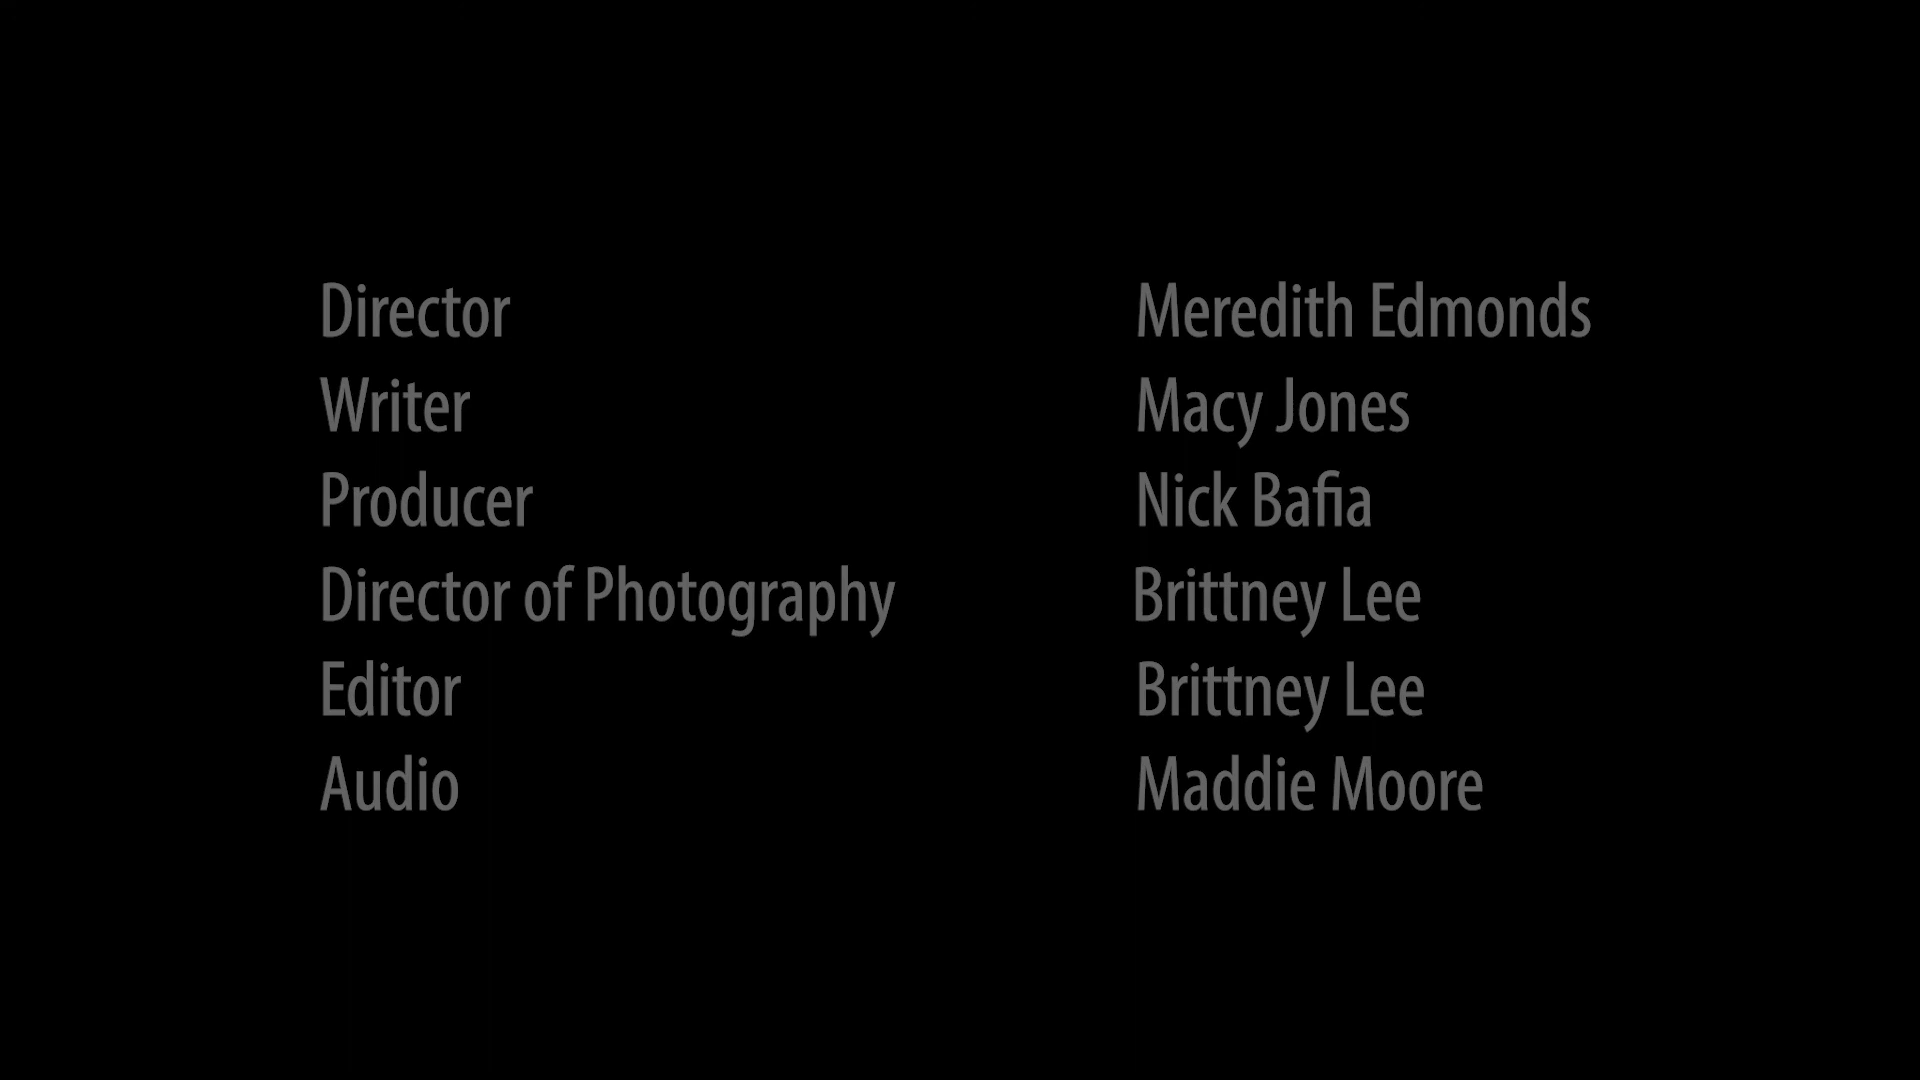 Director Meredith Edmonds
Writer Macy Jones
Producer Nick Bafia
Director of Photography Brittney Lee
Editor Brittney Lee
Audio Maddie Moore